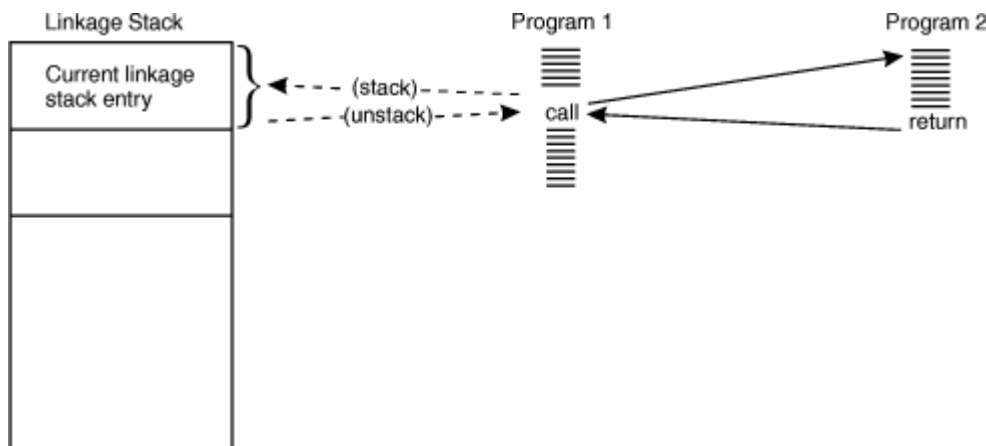 Linkage Stack
Program 1
Program 2
Current linkage
stack entry
(stack)
(unstack)
call
return